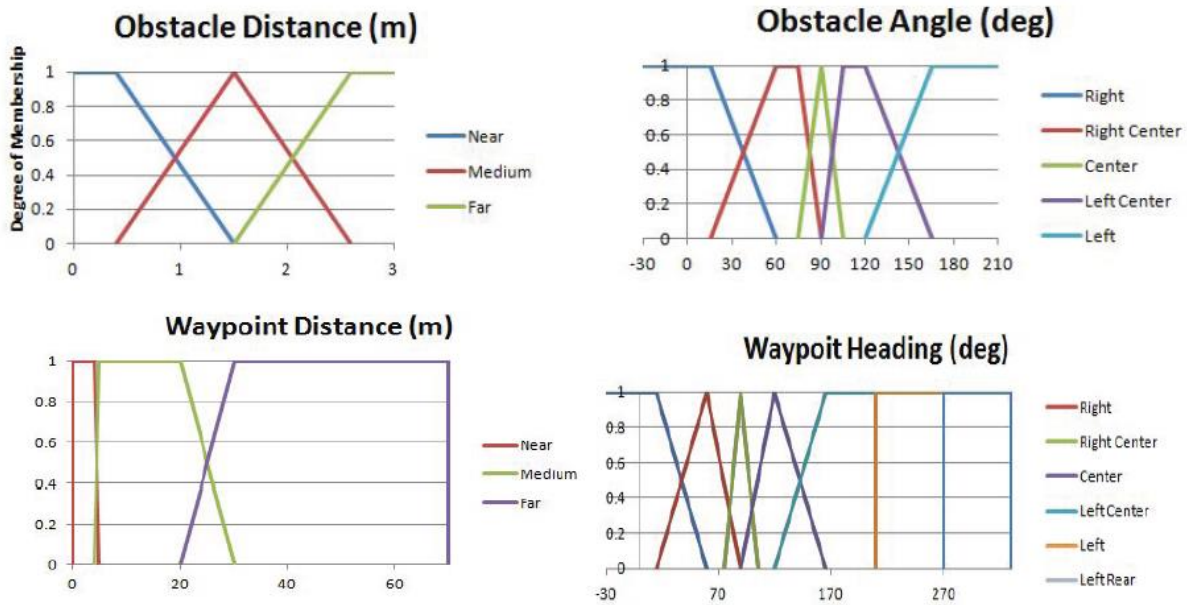 Obstacle Distance (m)
Degree of Membership
1
0.8
0.6
0.4
0.2
0
0 1 2 3
Near
Medium
Far
Obstacle Angle (deg)
1
0.8
0.6
0.4
0.2
0
-30 0 30 60 90 120 150 180 210
Right
Right Center
Center
Left Center
Left
Waypoint Distance (m)
1
0.8
0.6
0.4
0.2
0
0 20 40 60
Near
Medium
Far
Waypoit Heading (deg)
1
0.8
0.6
0.4
0.2
0
-30 70 170 270
Right
Right Center
Center
Left Center
Left
Left Rear